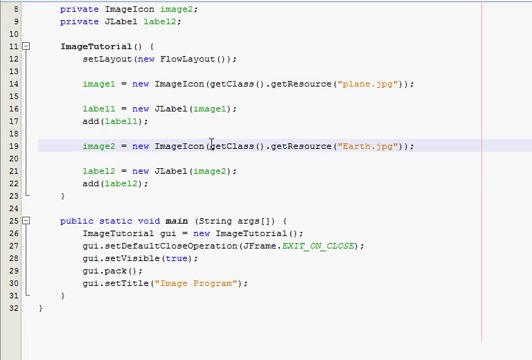 8 private ImageIcon image2;
9 private JLabel label2;
10
11 ImageTutorial() {
12 setLayout(new FlowLayout());
13
14 image1 = new ImageIcon(getClass().getResource("plane.jpg"));
15
16 label1 = new JLabel(image1);
17 add(label1);
18
19 image2 = new ImageIcon(getClass().getResource("Earth.jpg"));
20
21 label2 = new JLabel(image2);
22 add(label2);
23 }
24
25 public static void main (String args[]) {
26 ImageTutorial gui = new ImageTutorial();
27 gui.setDefaultCloseOperation(JFrame.EXIT_ON_CLOSE);
28 gui.setVisible(true);
29 gui.pack();
30 gui.setTitle("Image Program");
31 }
32 }